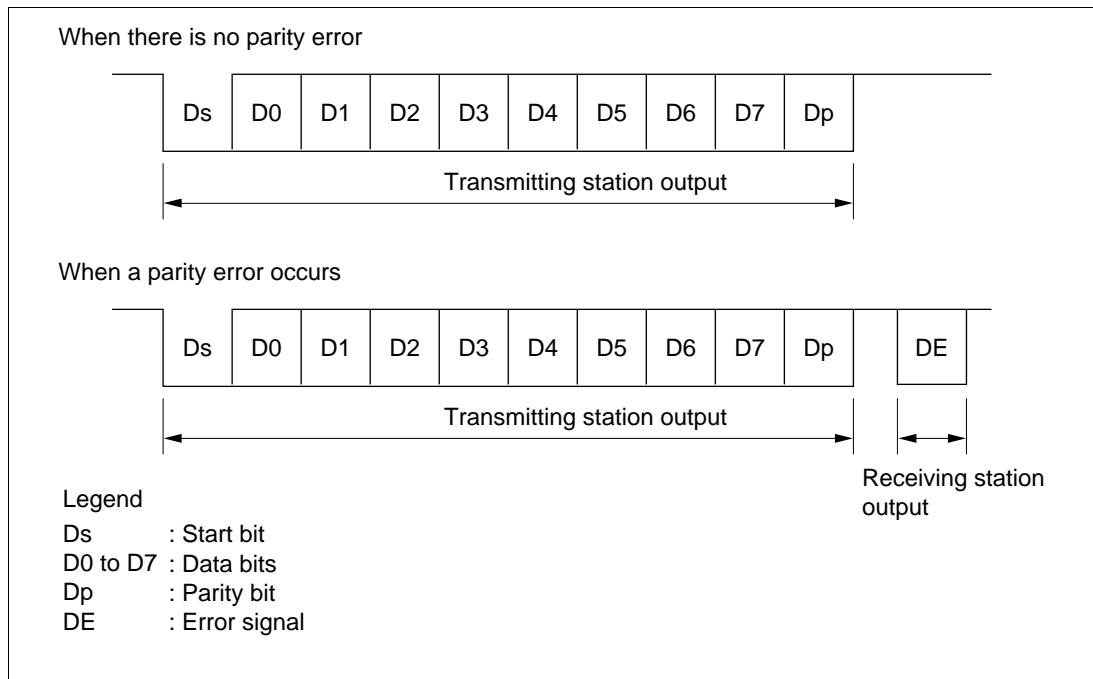 When there is no parity error
Ds D0 D1 D2 D3 D4 D5 D6 D7 Dp
Transmitting station output
When a parity error occurs
Ds D0 D1 D2 D3 D4 D5 D6 D7 Dp DE
Transmitting station output
Receiving station
output
Legend
Ds : Start bit
D0 to D7 : Data bits
Dp : Parity bit
DE : Error signal